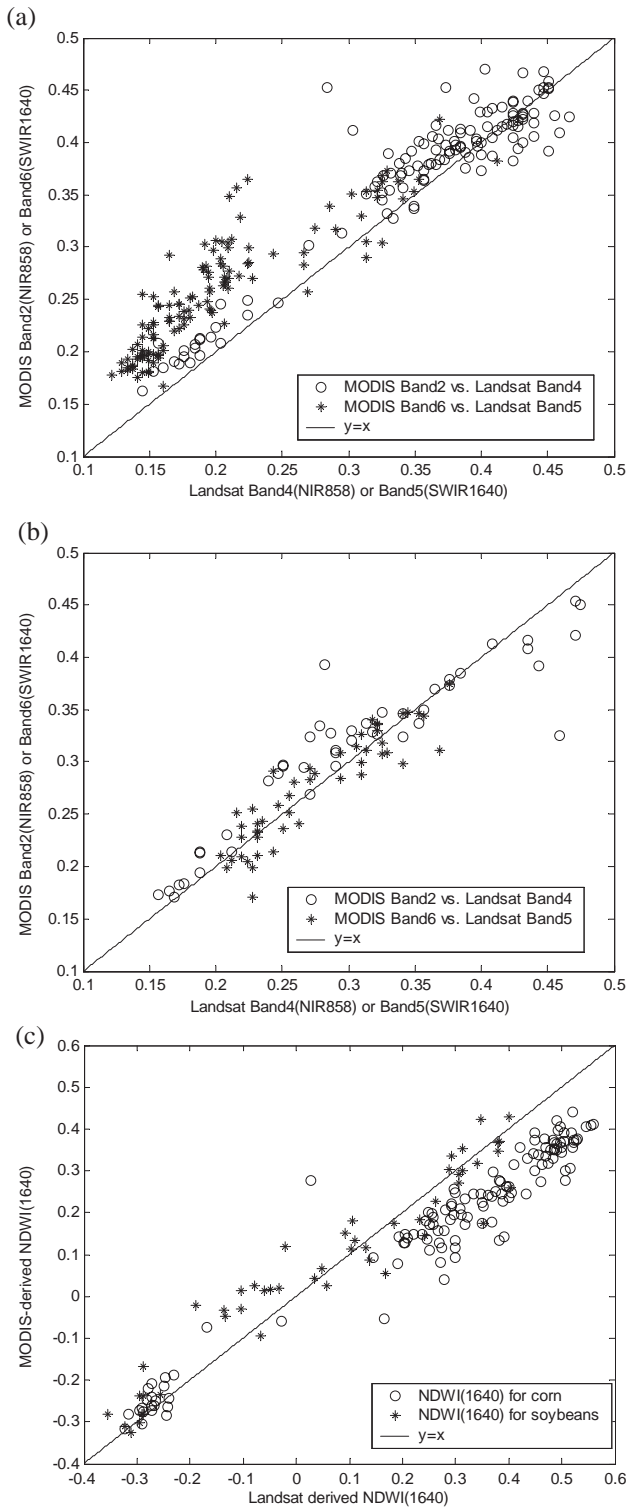 (a)
0.5
0.45
0.4
0.35
0.3
0.25
0.2
0.15
0.1
MODIS Band2(NIR858) or Band6(SWIR1640)
MODIS Band2 vs. Landsat Band4
MODIS Band6 vs. Landsat Band5
y=x
0.1 0.15 0.2 0.25 0.3 0.35 0.4 0.45 0.5
Landsat Band4(NIR858) or Band5(SWIR1640)
(b)
0.5
0.45
0.4
0.35
0.3
0.25
0.2
0.15
0.1
MODIS Band2(NIR858) or Band6(SWIR1640)
MODIS Band2 vs. Landsat Band4
MODIS Band6 vs. Landsat Band5
y=x
0.1 0.15 0.2 0.25 0.3 0.35 0.4 0.45 0.5
Landsat Band4(NIR858) or Band5(SWIR1640)
(c)
0.6
0.5
0.4
0.3
0.2
0.1
0
-0.1
-0.2
-0.3
-0.4
MODIS-derived NDWI(1640)
NDWI(1640) for corn
NDWI(1640) for soybeans
y=x
-0.4 -0.3 -0.2 -0.1 0 0.1 0.2 0.3 0.4 0.5 0.6
Landsat derived NDWI(1640)